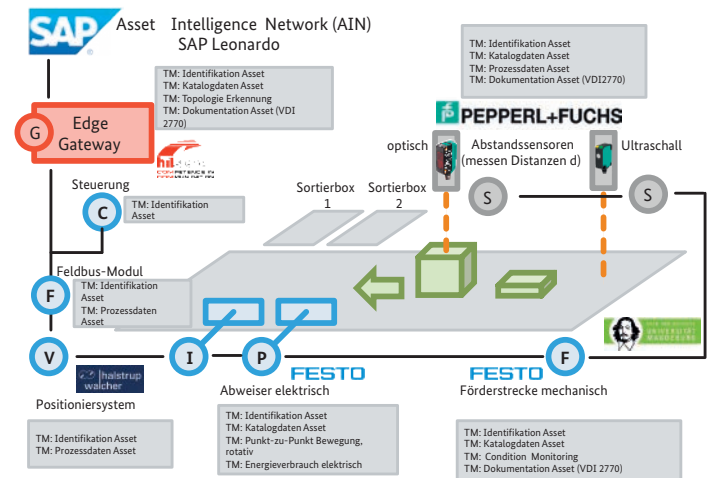 SAP
Asset Intelligence Network (AIN)
SAP Leonardo
TM: Identifikation Asset
TM: Katalogdaten Asset
TM: Topologie Erkennung
TM: Dokumentation Asset (VDI
2770)
TM: Identifikation Asset
TM: Katalogdaten Asset
TM: Prozessdaten Asset
TM: Dokumentation Asset (VDI2770)
G
Edge
Gateway
PEPPERL+FUCHS
optisch
Abstandssensoren
(messen Distanzen d)
Ultraschall
S
S
Steuerung
C
TM: Identifikation
Asset
Sortierbox
1
Sortierbox
2
Feldbus-Modul
F
TM: Identifikation
Asset
TM: Prozessdaten
Asset
V
I
P
F
halstrup
walcher
FESTO
FESTO
UNIVERSITÄT
MAGDEBURG
Positioniersystem
TM: Identifikation Asset
TM: Prozessdaten Asset
Abweiser elektrisch
TM: Identifikation Asset
TM: Katalogdaten Asset
TM: Punkt-zu-Punkt Bewegung,
rotativ
TM: Energieverbrauch elektrisch
Förderstrecke mechanisch
TM: Identifikation Asset
TM: Katalogdaten Asset
TM: Condition Monitoring
TM: Dokumentation Asset (VDI 2770)